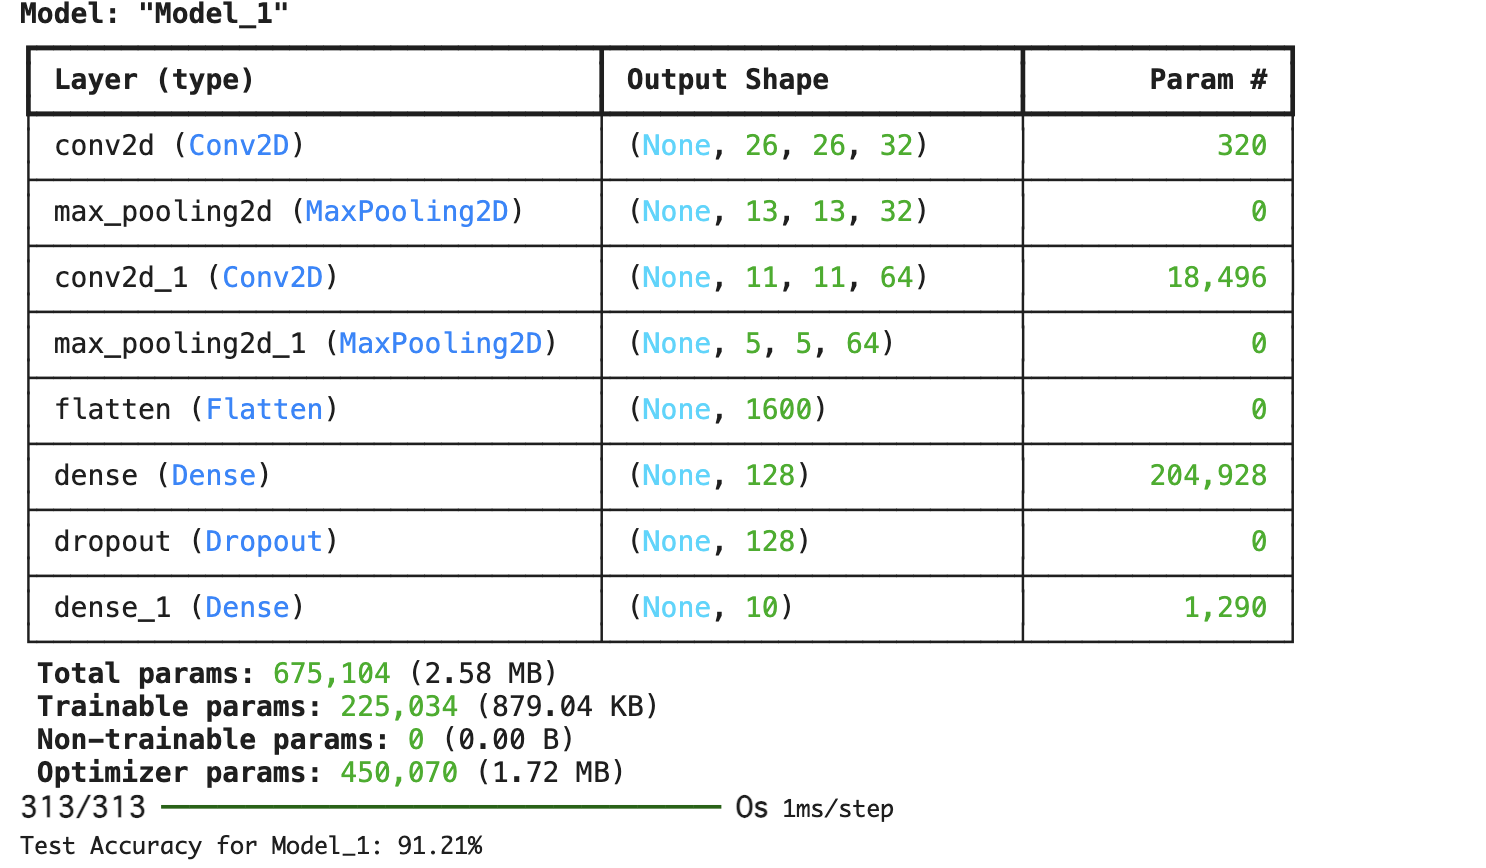 Model: "Model_1"
Layer (type) Output Shape Param #
conv2d (Conv2D) (None, 26, 26, 32) 320
max_pooling2d (MaxPooling2D) (None, 13, 13, 32) 0
conv2d_1 (Conv2D) (None, 11, 11, 64) 18,496
max_pooling2d_1 (MaxPooling2D) (None, 5, 5, 64) 0
flatten (Flatten) (None, 1600) 0
dense (Dense) (None, 128) 204,928
dropout (Dropout) (None, 128) 0
dense_1 (Dense) (None, 10) 1,290
Total params: 675,104 (2.58 MB)
Trainable params: 225,034 (879.04 KB)
Non-trainable params: 0 (0.00 B)
Optimizer params: 450,070 (1.72 MB)
313/313 0s 1ms/step
Test Accuracy for Model_1: 91.21%